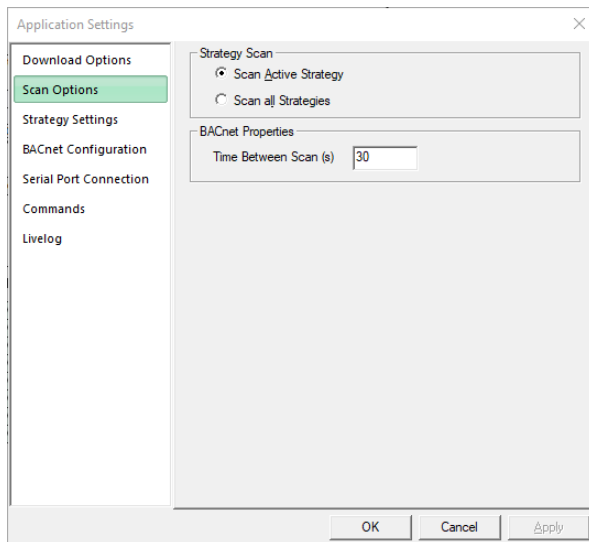 Application Settings
Download Options
Scan Options
Strategy Settings
BACnet Configuration
Serial Port Connection
Commands
Livelog
Strategy Scan
Scan Active Strategy
Scan all Strategies
BACnet Properties
Time Between Scan (s) 30
OK Cancel Apply